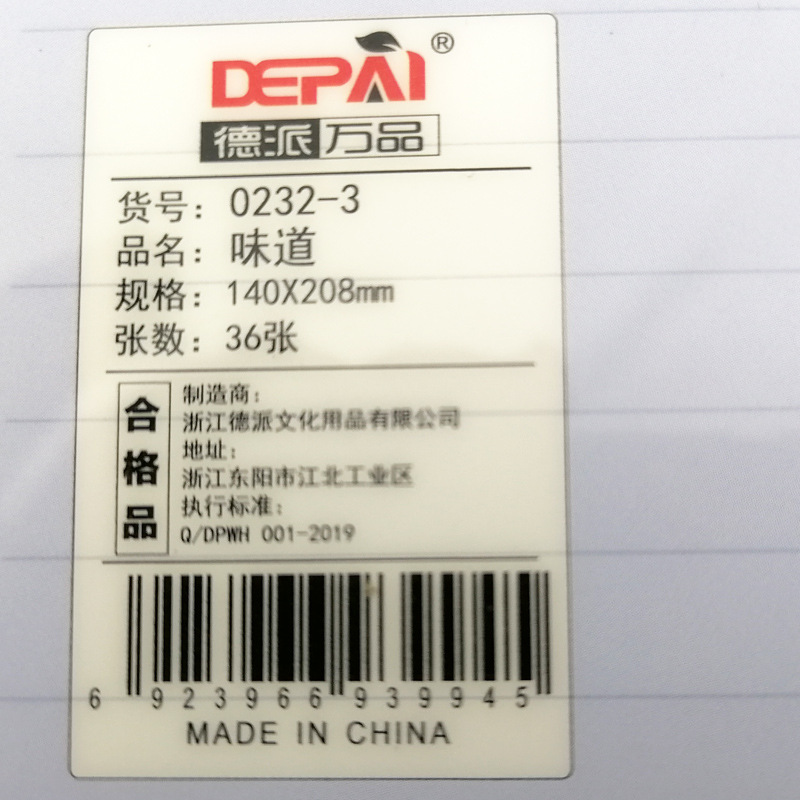 DEPAI®
德派万品
货号：0232-3
品名：味道
规格：140X208mm
张数：36张
合格品
制造商：
浙江德派文化用品有限公司
地址：
浙江东阳市江北工业区
执行标准：
Q/DPWH 001-2019
6 923966 939945
MADE IN CHINA